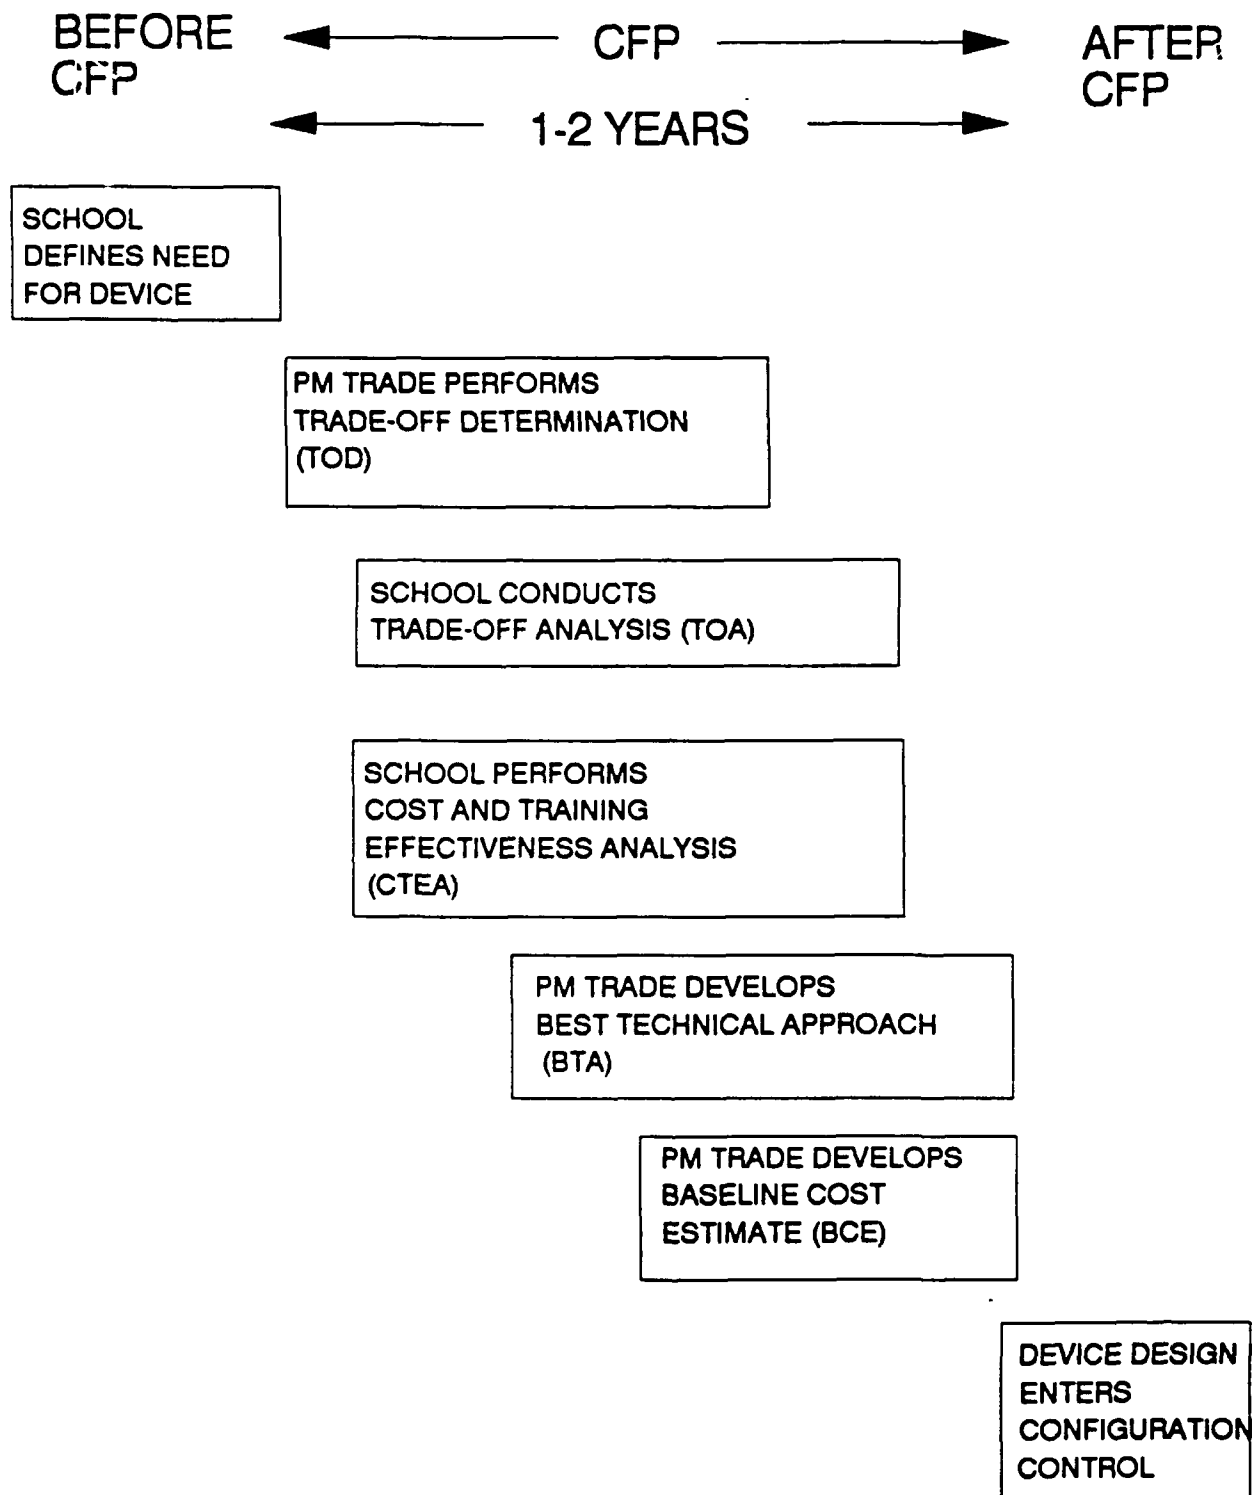 BEFORE CFP AFTER
CFP CFP
1-2 YEARS
SCHOOL
DEFINES NEED
FOR DEVICE
PM TRADE PERFORMS
TRADE-OFF DETERMINATION
(TOD)
SCHOOL CONDUCTS
TRADE-OFF ANALYSIS (TOA)
SCHOOL PERFORMS
COST AND TRAINING
EFFECTIVENESS ANALYSIS
(CTEA)
PM TRADE DEVELOPS
BEST TECHNICAL APPROACH
(BTA)
PM TRADE DEVELOPS
BASELINE COST
ESTIMATE (BCE)
DEVICE DESIGN
ENTERS
CONFIGURATION
CONTROL